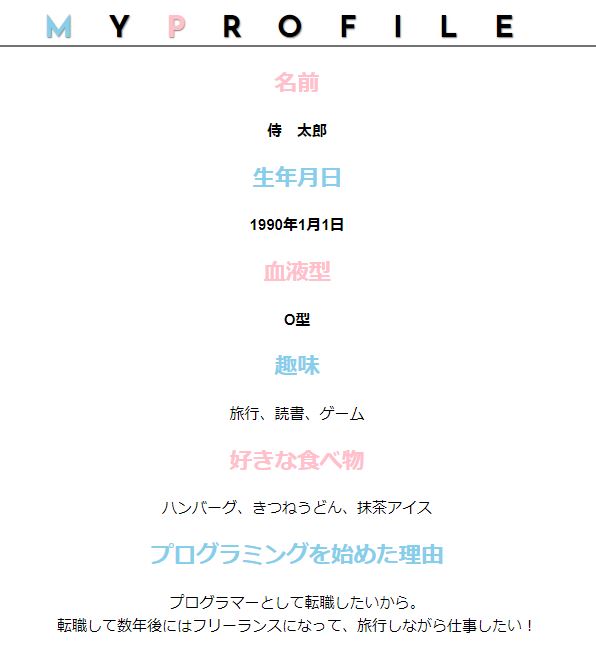 MY PROFILE
名前
侍　太郎
生年月日
1990年1月1日
血液型
O型
趣味
旅行、読書、ゲーム
好きな食べ物
ハンバーグ、きつねうどん、抹茶アイス
プログラミングを始めた理由
プログラマーとして転職したいから。
転職して数年後にはフリーランスになって、旅行しながら仕事したい！